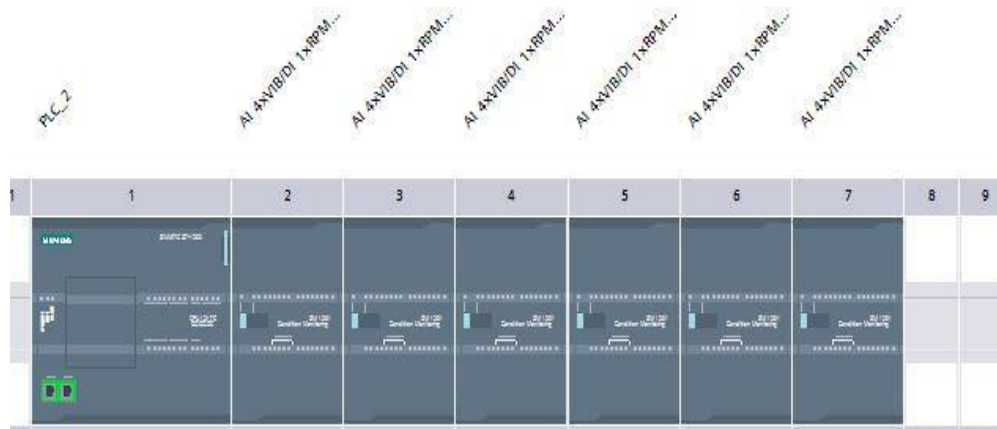 PLC_2
AI 4xVIB/DI 1xRPM...
AI 4xVIB/DI 1xRPM...
AI 4xVIB/DI 1xRPM...
AI 4xVIB/DI 1xRPM...
AI 4xVIB/DI 1xRPM...
AI 4xVIB/DI 1xRPM...
1 2 3 4 5 6 7 8 9
SIEMENS
Condition Monitoring
Condition Monitoring
Condition Monitoring
Condition Monitoring
Condition Monitoring
Condition Monitoring